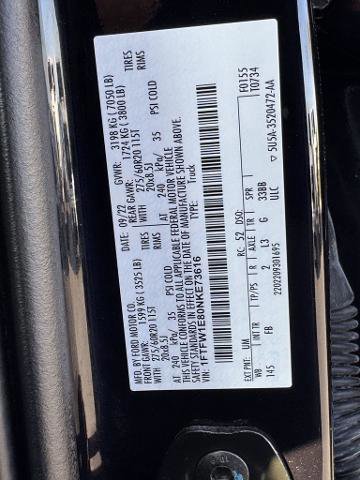 MFD. BY FORD MOTOR CO.
DATE: 09/22 GVWR: 3198 KG ( 7050 LB)
FRONT GAWR: 1599 KG ( 3525 LB) REAR GAWR: 1724 KG ( 3800 LB)
WITH 275/60R20 115T TIRES WITH 275/60R20 115T TIRES
20x8.5J RIMS 20x8.5J RIMS
AT 240 kPa/ 35 PSI COLD AT 240 kPa/ 35 PSI COLD
THIS VEHICLE CONFORMS TO ALL APPLICABLE FEDERAL MOTOR VEHICLE
SAFETY STANDARDS IN EFFECT ON THE DATE OF MANUFACTURE SHOWN ABOVE.
VIN: 1FTFW1E80NKE73616
TYPE: Truck
F0155
T0734
EXT PNT: UM RC: 52 DSO:
WB INT TR TP/PS R AXLE TR SPR
145 FB 2 L3 G 33BB
2202209301695 ULC
▽ 5U5A-3520472-AA